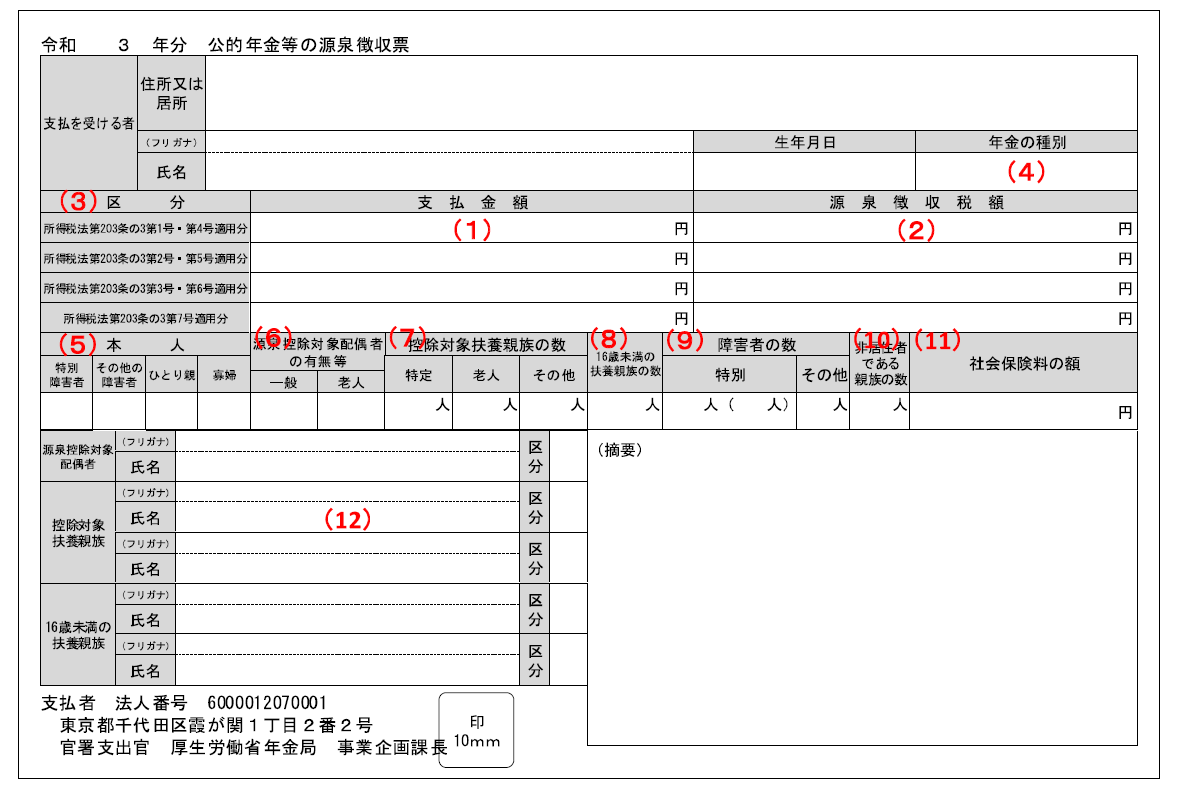 令和　３　年分　公的年金等の源泉徴収票
支払を受ける者
住所又は
居所
(フリガナ)
氏名
生年月日
年金の種別
(4)
(3) 区　分
支　払　金　額
源　泉　徴　収　税　額
所得税法第203条の3第1号・第4号適用分
(1)
円
(2)
円
所得税法第203条の3第2号・第5号適用分
円
円
所得税法第203条の3第3号・第6号適用分
円
円
所得税法第203条の3第7号適用分
円
円
(5) 本　人
(6)
源泉控除対象配偶者
の有無等
(7)
控除対象扶養親族の数
(8)
16歳未満の
扶養親族の数
(9) 障害者の数
(10)
非居住者
である
親族の数
(11)
社会保険料の額
特別
障害者
その他の
障害者
ひとり親
寡婦
一般
老人
特定
老人
その他
特別
その他
人
人
人
人
人（　人）
人
人
円
源泉控除対象
配偶者
(フリガナ)
氏名
区
分
（摘要）
控除対象
扶養親族
(フリガナ)
氏名
(12)
区
分
(フリガナ)
氏名
区
分
16歳未満の
扶養親族
(フリガナ)
氏名
区
分
(フリガナ)
氏名
区
分
支払者　法人番号　6000012070001
東京都千代田区霞が関１丁目２番２号
官署支出官　厚生労働省年金局　事業企画課長
印
10mm